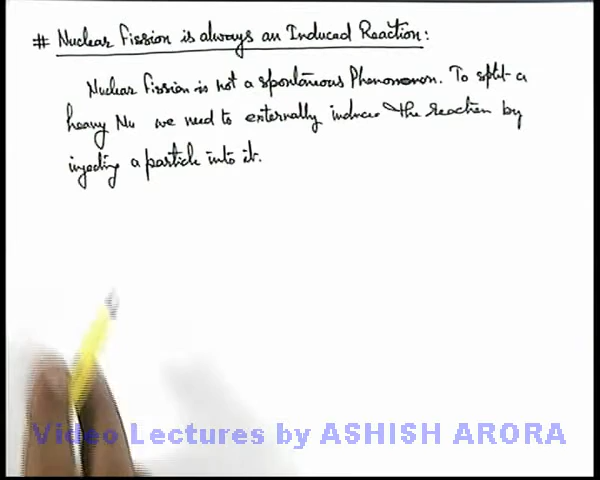 # Nuclear Fission is always an Induced Reaction :
Nuclear Fission is not a spontaneous Phenomenon. To split a
heavy Nu we need to externally induce the reaction by
injecting a particle into it.
Video Lectures by ASHISH ARORA